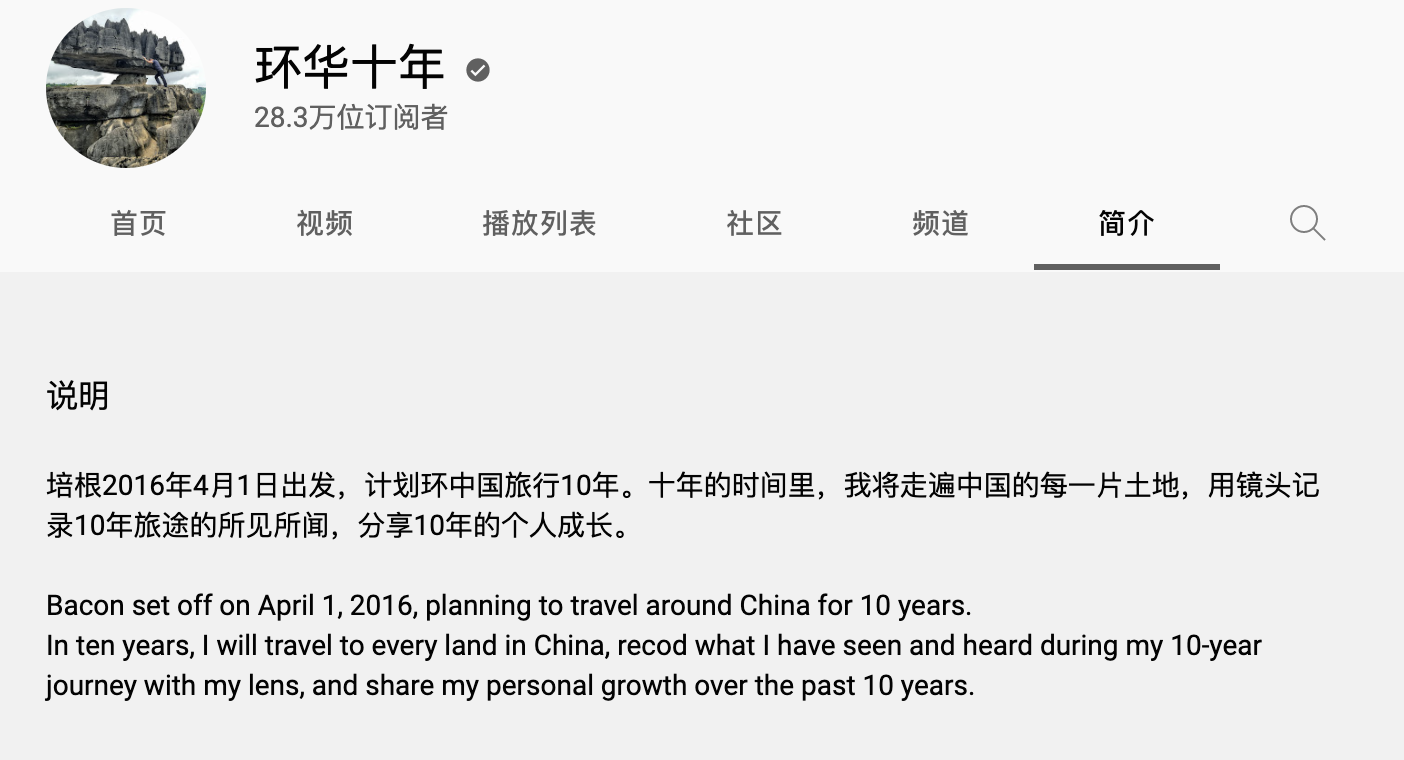 环华十年
28.3万位订阅者
首页 视频 播放列表 社区 频道 简介
说明
培根2016年4月1日出发，计划环中国旅行10年。十年的时间里，我将走遍中国的每一片土地，用镜头记
录10年旅途的所见所闻，分享10年的个人成长。
Bacon set off on April 1, 2016, planning to travel around China for 10 years.
In ten years, I will travel to every land in China, recod what I have seen and heard during my 10-year
journey with my lens, and share my personal growth over the past 10 years.